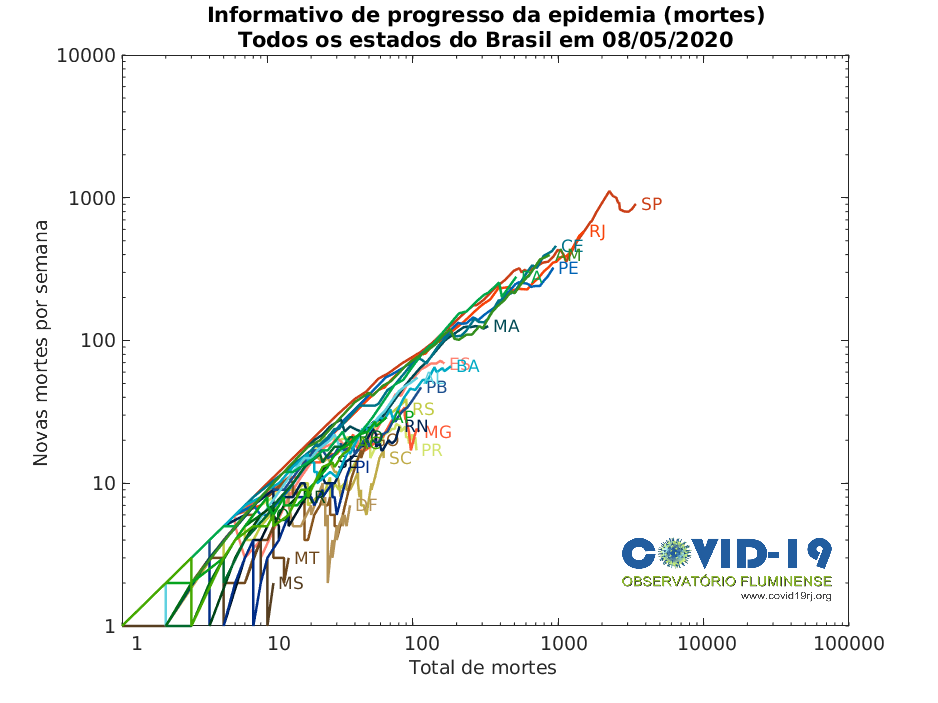 Informativo de progresso da epidemia (mortes)
Todos os estados do Brasil em 08/05/2020
10000
1000
100
10
1
Novas mortes por semana
SP
RJ
CE
AM
PE
MA
ES
BA
PB
RS
AP
RN
MG
PR
SC
SE
PI
DF
MT
MS
1
10
100
1000
10000
100000
Total de mortes
COVID-19
OBSERVATÓRIO FLUMINENSE
www.covid19rj.org